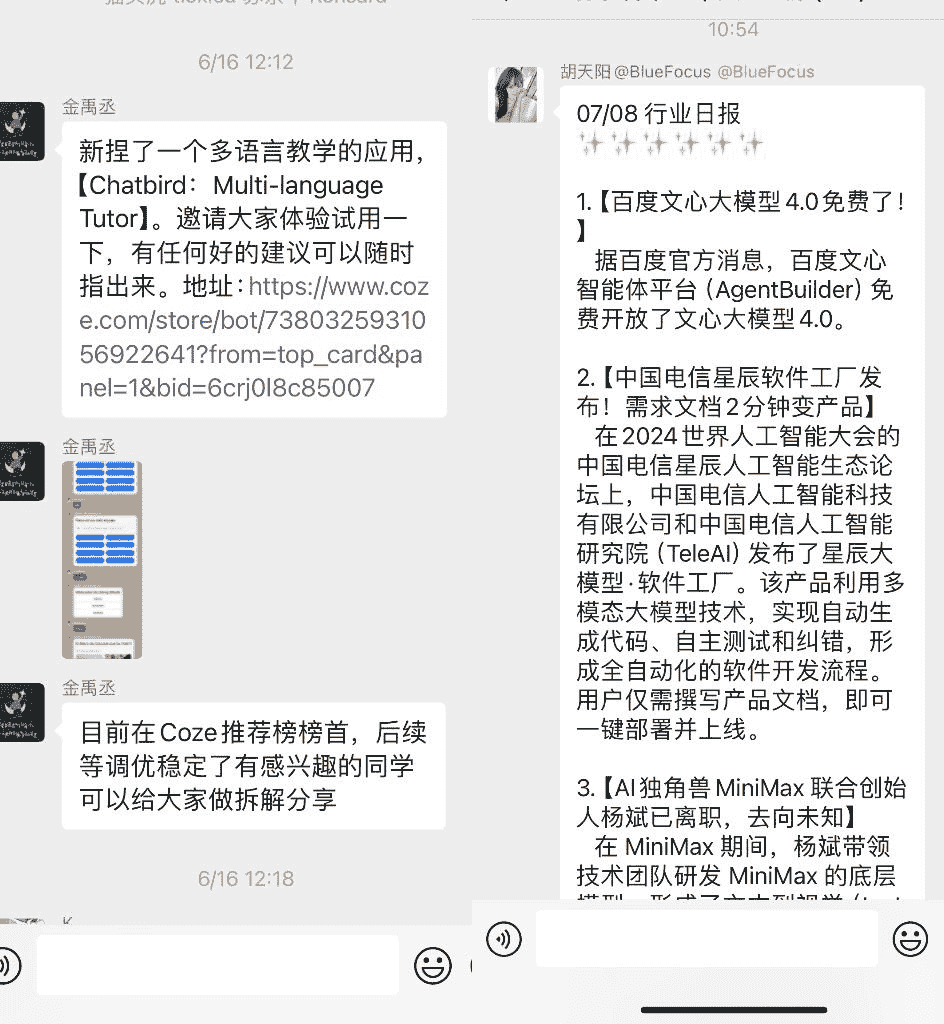 6/16 12:12
金禹丞
新捏了一个多语言教学的应用，
【Chatbird：Multi-language
Tutor】。邀请大家体验试用一
下，有任何好的建议可以随时
指出来。地址：https://www.coz
e.com/store/bot/73803259310
56922641?from=top_card&pa
nel=1&bid=6crj0l8c85007
金禹丞
金禹丞
目前在Coze推荐榜榜首，后续
等调优稳定了有感兴趣的同学
可以给大家做拆解分享
6/16 12:18
10:54
胡天阳@BlueFocus @BlueFocus
07/08 行业日报
1.【百度文心大模型4.0免费了！
】
据百度官方消息，百度文心
智能体平台（AgentBuilder）免
费开放了文心大模型4.0。
2.【中国电信星辰软件工厂发
布！需求文档2分钟变产品】
在2024世界人工智能大会的
中国电信星辰人工智能生态论
坛上，中国电信人工智能科技
有限公司和中国电信人工智能
研究院（TeleAI）发布了星辰大
模型·软件工厂。该产品利用多
模态大模型技术，实现自动生
成代码、自主测试和纠错，形
成全自动化的软件开发流程。
用户仅需撰写产品文档，即可
一键部署并上线。
3.【AI独角兽MiniMax 联合创始
人杨斌已离职，去向未知】
在 MiniMax 期间，杨斌带领
技术团队研发 MiniMax 的底层